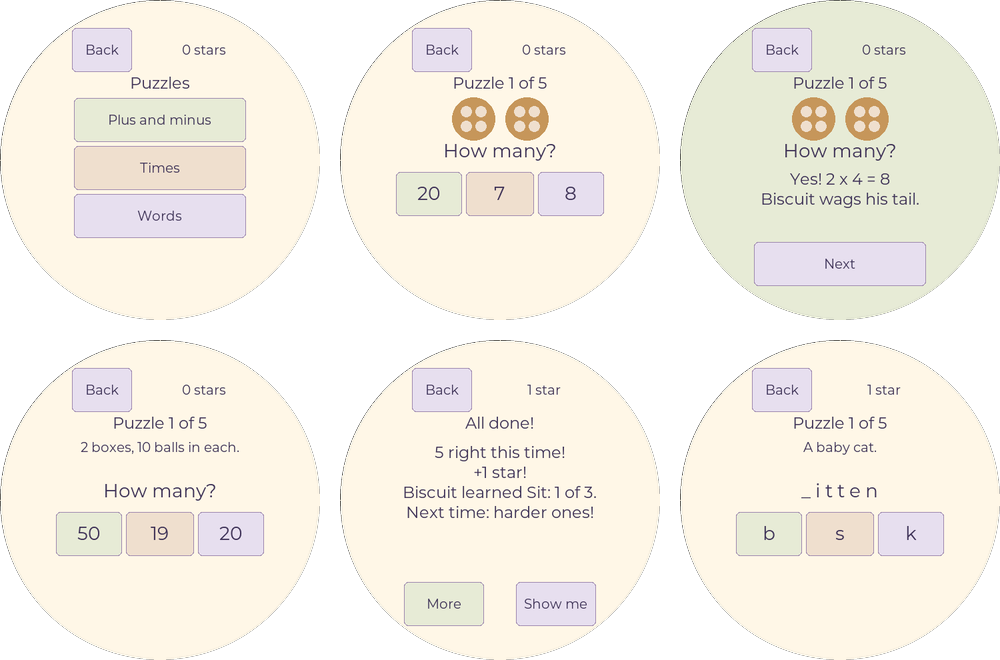 Back
0 stars
Puzzles
Plus and minus
Times
Words
Back
0 stars
Puzzle 1 of 5
How many?
20 7 8
Back
0 stars
Puzzle 1 of 5
How many?
Yes! 2 x 4 = 8
Biscuit wags his tail.
Next
Back
0 stars
Puzzle 1 of 5
2 boxes, 10 balls in each.
How many?
50 19 20
Back
1 star
All done!
5 right this time!
+1 star!
Biscuit learned Sit: 1 of 3.
Next time: harder ones!
More
Show me
Back
1 star
Puzzle 1 of 5
A baby cat.
_ i t t e n
b s k